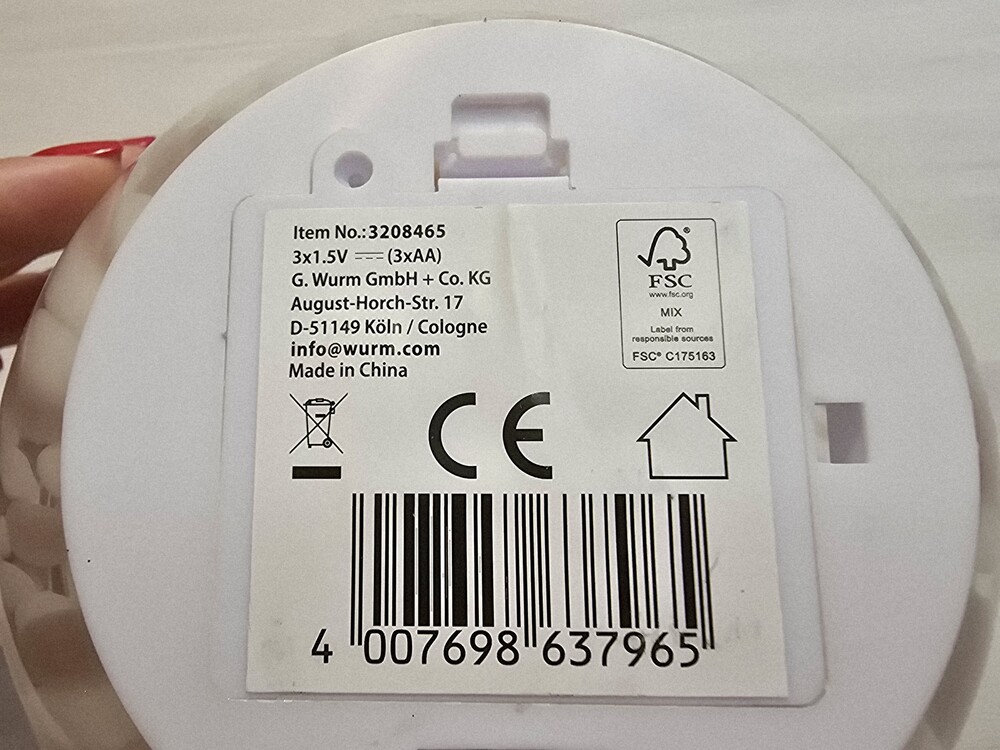 Item No.: 3208465
3x1.5V ⎓ (3xAA)
G. Wurm GmbH + Co. KG
August-Horch-Str. 17
D-51149 Köln / Cologne
info@wurm.com
Made in China
®
FSC
www.fsc.org
MIX
Label from
responsible sources
FSC® C175163
CE
4 007698 637965